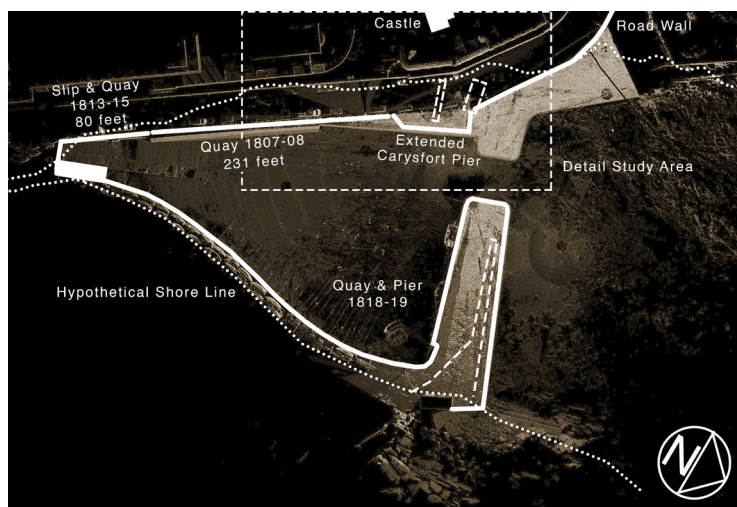 Castle
Road Wall
Slip & Quay
1813-15
80 feet
Quay 1807-08
231 feet
Extended
Carysfort Pier
Detail Study Area
Hypothetical Shore Line
Quay & Pier
1818-19
N